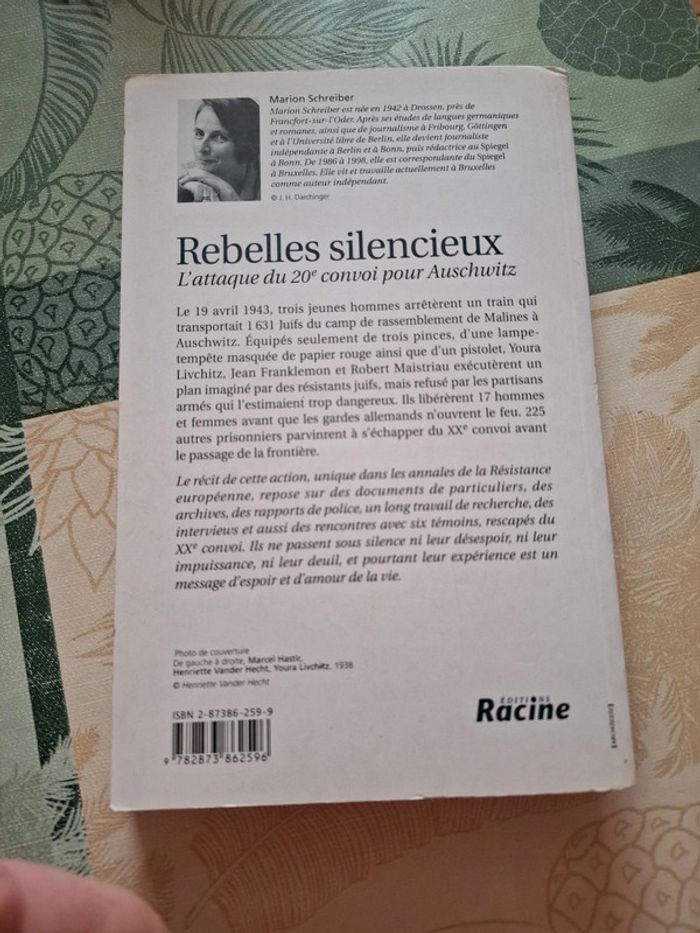 Marion Schreiber
Marion Schreiber est née en 1942 à Drossen, près de
Francfort-sur-l'Oder. Après ses études de langues germaniques
et romanes, ainsi que de journalisme à Fribourg, Göttingen
et à l'Université libre de Berlin, elle devient journaliste
indépendante à Berlin et à Bonn, puis rédactrice au Spiegel
à Bonn. De 1986 à 1998, elle est correspondante du Spiegel
à Bruxelles. Elle vit et travaille actuellement à Bruxelles
comme auteur indépendant.
© J. H. Darchinger
Rebelles silencieux
L'attaque du 20e convoi pour Auschwitz
Le 19 avril 1943, trois jeunes hommes arrêtèrent un train qui
transportait 1 631 Juifs du camp de rassemblement de Malines à
Auschwitz. Équipés seulement de trois pinces, d'une lampe-
tempête masquée de papier rouge ainsi que d'un pistolet, Youra
Livchitz, Jean Franklemon et Robert Maistriau exécutèrent un
plan imaginé par des résistants juifs, mais refusé par les partisans
armés qui l'estimaient trop dangereux. Ils libérèrent 17 hommes
et femmes avant que les gardes allemands n'ouvrent le feu. 225
autres prisonniers parvinrent à s'échapper du XXe convoi avant
le passage de la frontière.
Le récit de cette action, unique dans les annales de la Résistance
européenne, repose sur des documents de particuliers, des
archives, des rapports de police, un long travail de recherche, des
interviews et aussi des rencontres avec six témoins, rescapés du
XXe convoi. Ils ne passent sous silence ni leur désespoir, ni leur
impuissance, ni leur deuil, et pourtant leur expérience est un
message d'espoir et d'amour de la vie.
Photo de couverture
De gauche à droite, Marcel Hastir,
Henriette Vander Hecht, Youra Livchitz, 1938
© Henriette Vander Hecht
ISBN 2-87386-259-9
9 782873 862596
ÉDITIONS
Racine